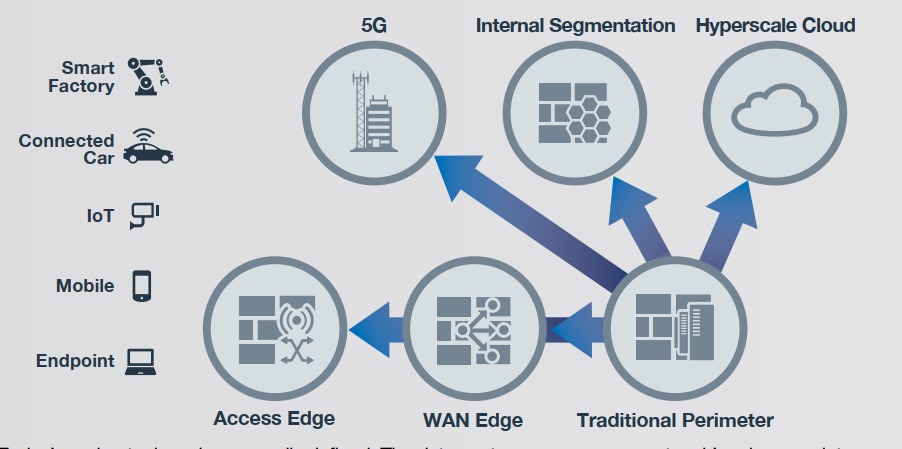 5G
Internal Segmentation
Hyperscale Cloud
Smart
Factory
Connected
Car
IoT
Mobile
Endpoint
Access Edge
WAN Edge
Traditional Perimeter